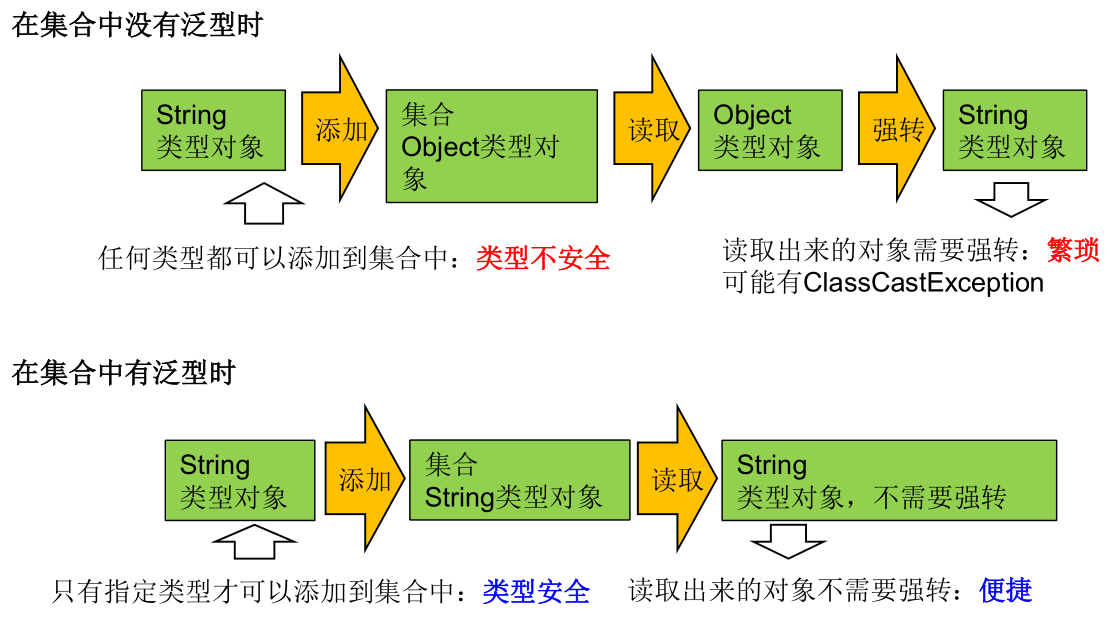 在集合中没有泛型时
String
类型对象
添加
集合
Object类型对
象
读取
Object
类型对象
强转
String
类型对象
任何类型都可以添加到集合中：类型不安全
读取出来的对象需要强转：繁琐
可能有ClassCastException
在集合中有泛型时
String
类型对象
添加
集合
String类型对象
读取
String
类型对象，不需要强转
只有指定类型才可以添加到集合中：类型安全
读取出来的对象不需要强转：便捷